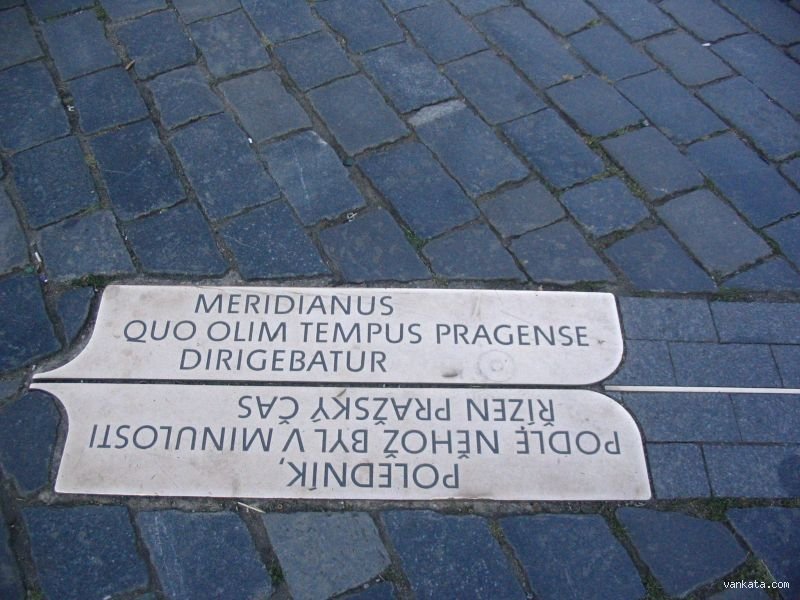 MERIDIANUS
QUO OLIM TEMPUS PRAGENSE
DIRIGEBATUR
POLEDNÍK,
PODLE NĚHOŽ BYL V MINULOSTI
ŘÍZEN PRAŽSKÝ ČAS
vankata.com